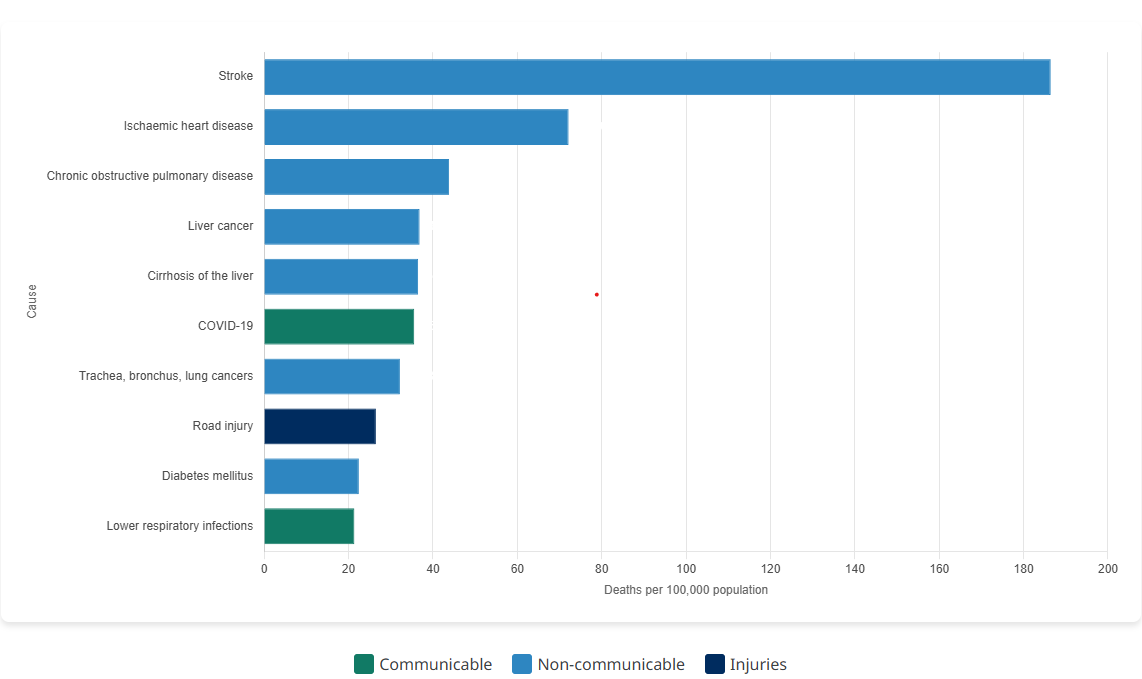 Stroke
Ischaemic heart disease
Chronic obstructive pulmonary disease
Liver cancer
Cirrhosis of the liver
Cause
COVID-19
Trachea, bronchus, lung cancers
Road injury
Diabetes mellitus
Lower respiratory infections
0 20 40 60 80 100 120 140 160 180 200
Deaths per 100,000 population
Communicable Non-communicable Injuries